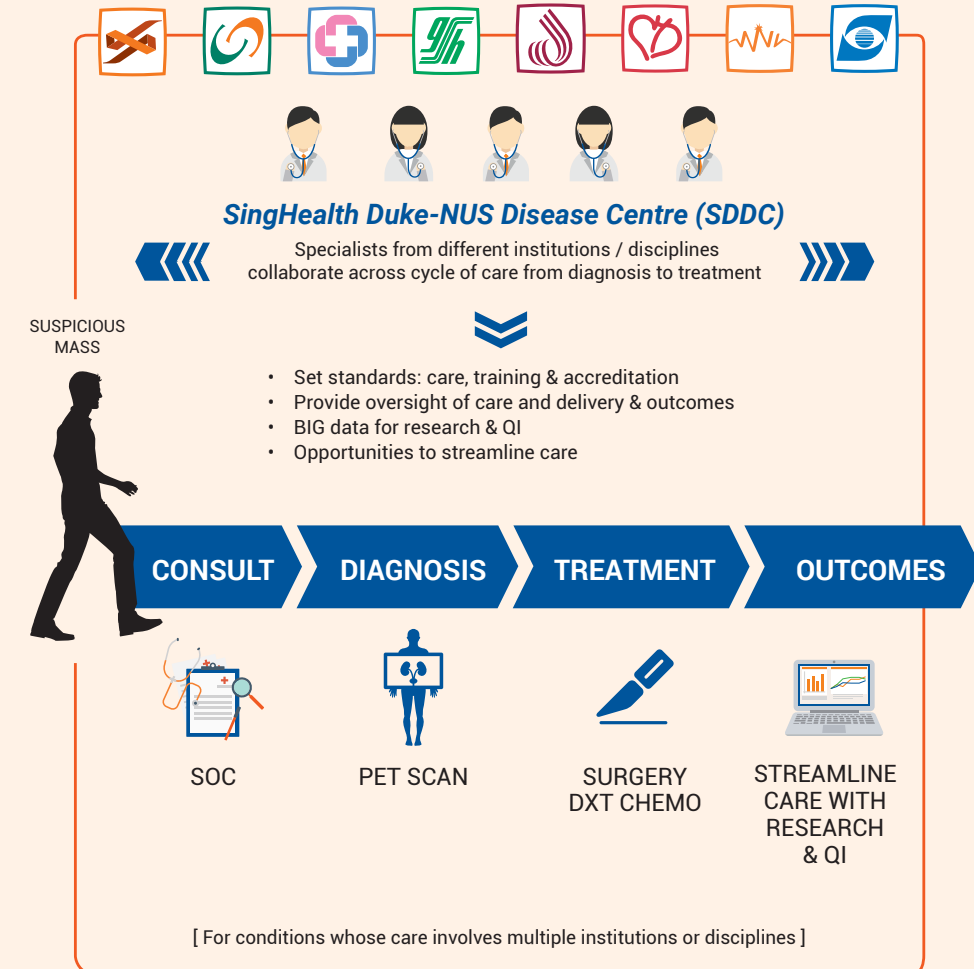 SingHealth Duke-NUS Disease Centre (SDDC)
Specialists from different institutions / disciplines
collaborate across cycle of care from diagnosis to treatment
SUSPICIOUS
MASS
• Set standards: care, training & accreditation
• Provide oversight of care and delivery & outcomes
• BIG data for research & QI
• Opportunities to streamline care
CONSULT
DIAGNOSIS
TREATMENT
OUTCOMES
SOC
PET SCAN
SURGERY
DXT CHEMO
STREAMLINE
CARE WITH
RESEARCH
& QI
[ For conditions whose care involves multiple institutions or disciplines ]